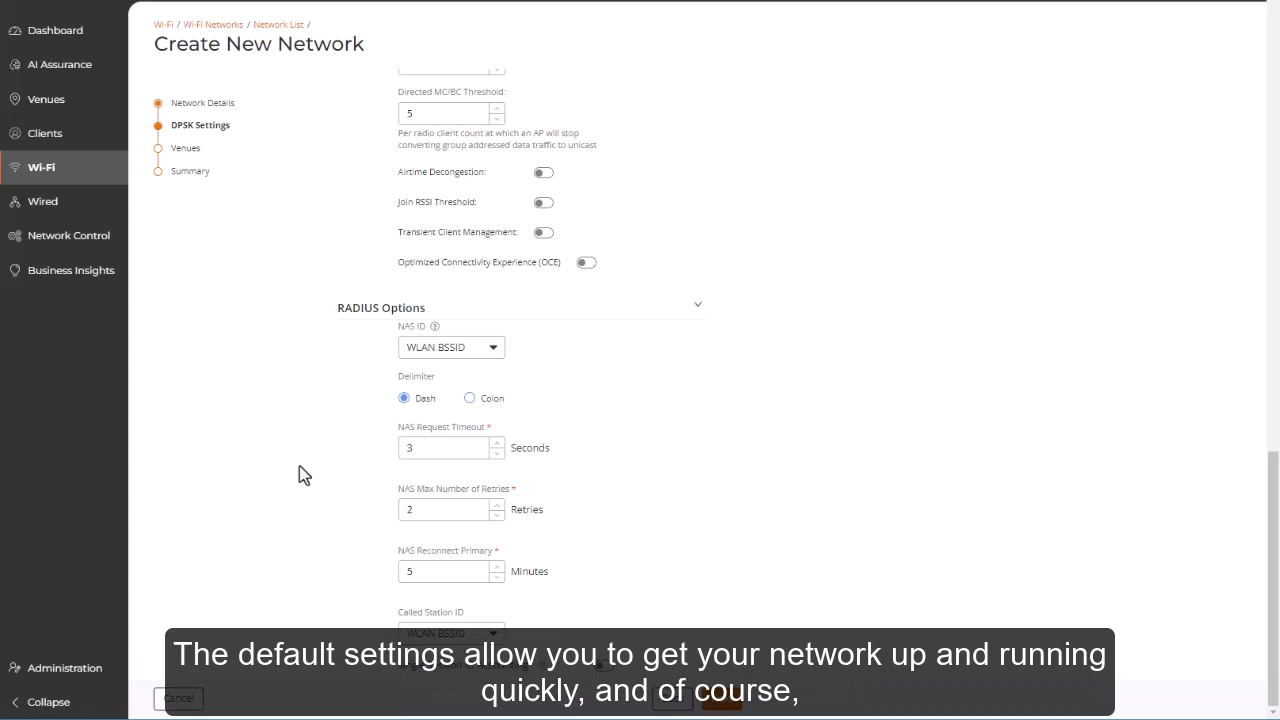 Dashboard
AI Assurance
Venues
Clients
Wi-Fi
Wired
Network Control
Business Insights
Administration
Collapse
Wi-Fi / Wi-Fi Networks / Network List /
Create New Network
Network Details
DPSK Settings
Venues
Summary
Directed MC/BC Threshold:
5
Per radio client count at which an AP will stop
converting group addressed data traffic to unicast
Airtime Decongestion:
Join RSSI Threshold:
Transient Client Management:
Optimized Connectivity Experience (OCE)
RADIUS Options
NAS ID
WLAN BSSID
Delimiter
Dash Colon
NAS Request Timeout *
3 Seconds
NAS Max Number of Retries *
2 Retries
NAS Reconnect Primary *
5 Minutes
Called Station ID
WLAN BSSID
Cancel
The default settings allow you to get your network up and running
quickly, and of course,